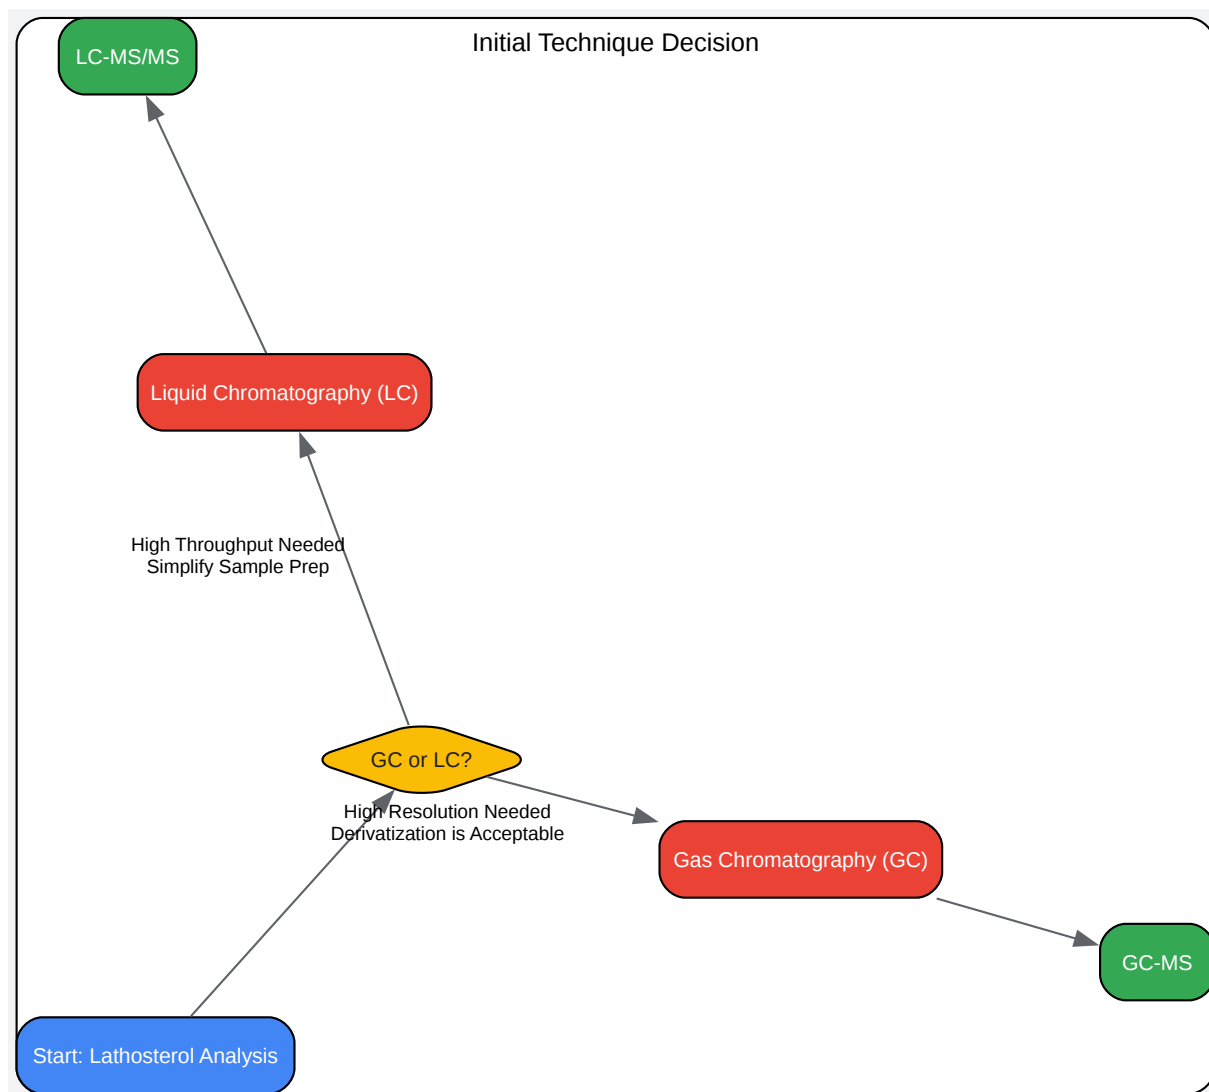 Initial Technique Decision
LC-MS/MS
Liquid Chromatography (LC)
High Throughput Needed
Simplify Sample Prep
GC or LC?
High Resolution Needed
Derivatization is Acceptable
Gas Chromatography (GC)
GC-MS
Start: Lathosterol Analysis